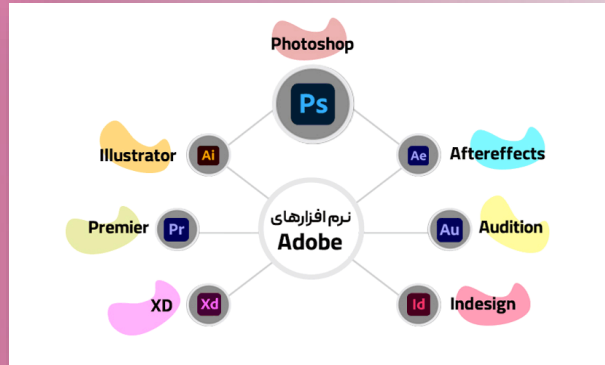 Photoshop
Ps
Illustrator
Ai
Ae
Aftereffects
Premier
Pr
نرم افزارهای
Adobe
Au
Audition
XD
Xd
Id
Indesign